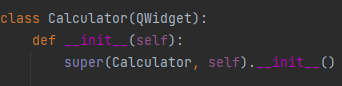 class Calculator(QWidget):
    def __init__(self):
        super(Calculator, self).__init__()